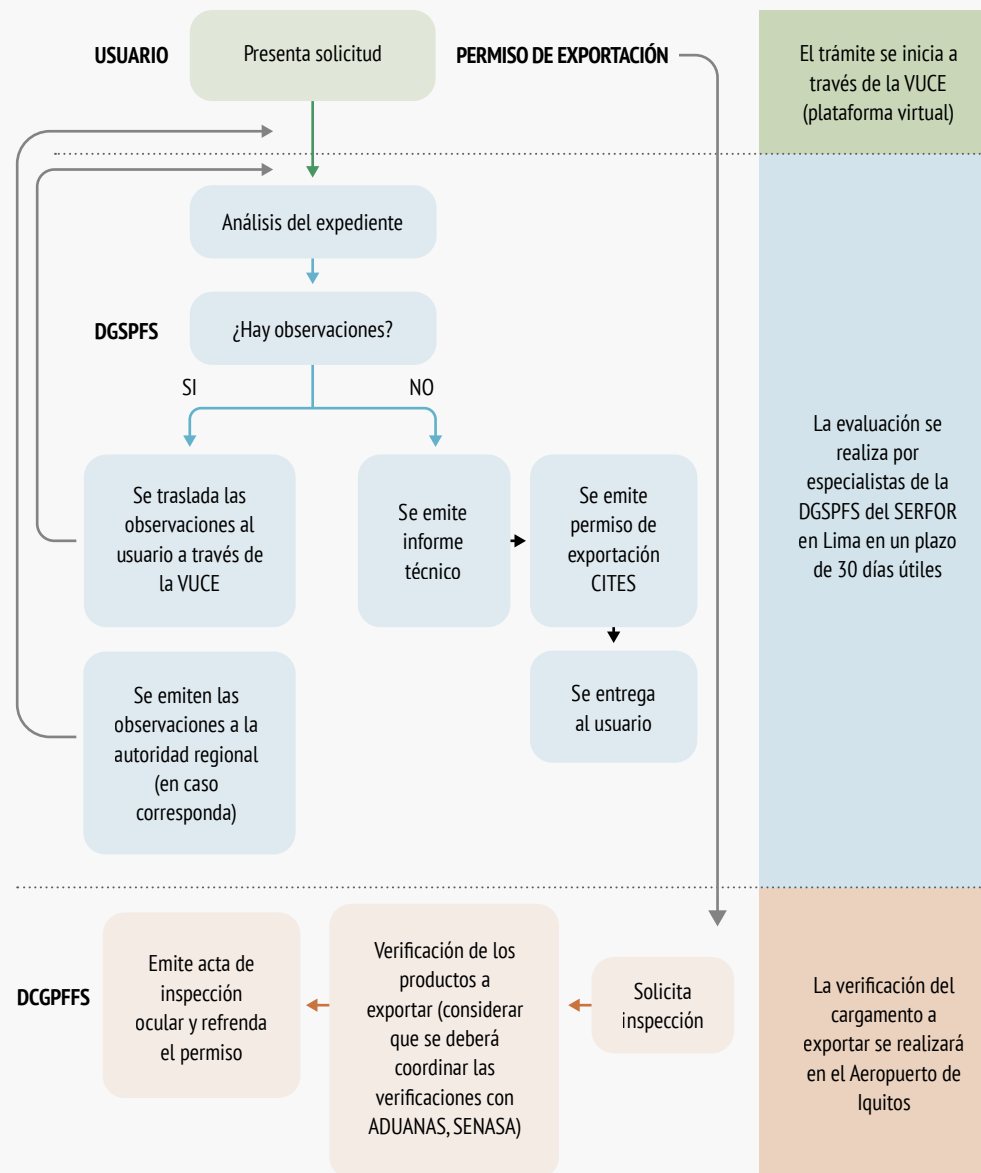 USUARIO
Presenta solicitud
PERMISO DE EXPORTACIÓN
El trámite se inicia a
través de la VUCE
(plataforma virtual)
Análisis del expediente
DGSPFS
¿Hay observaciones?
SI
NO
Se traslada las
observaciones al
usuario a través de
la VUCE
Se emite
informe
técnico
Se emite
permiso de
exportación
CITES
Se emiten las
observaciones a la
autoridad regional
(en caso
corresponda)
Se entrega
al usuario
La evaluación se
realiza por
especialistas de la
DGSPFS del SERFOR
en Lima en un plazo
de 30 días útiles
DCGPFFS
Emite acta de
inspección
ocular y refrenda
el permiso
Verificación de los
productos a
exportar (considerar
que se deberá
coordinar las
verificaciones con
ADUANAS, SENASA)
Solicita
inspección
La verificación del
cargamento a
exportar se realizará
en el Aeropuerto de
Iquitos